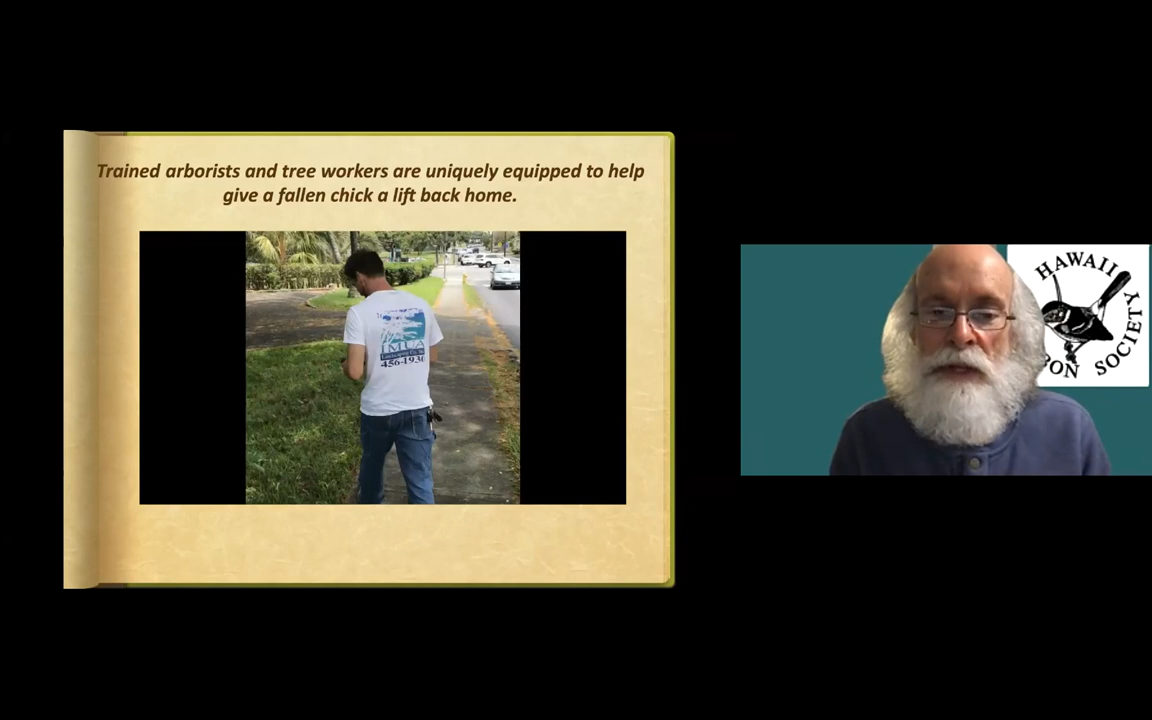 Trained arborists and tree workers are uniquely equipped to help
give a fallen chick a lift back home.
IMUA
456-1930
HAWAII
SOCIETY